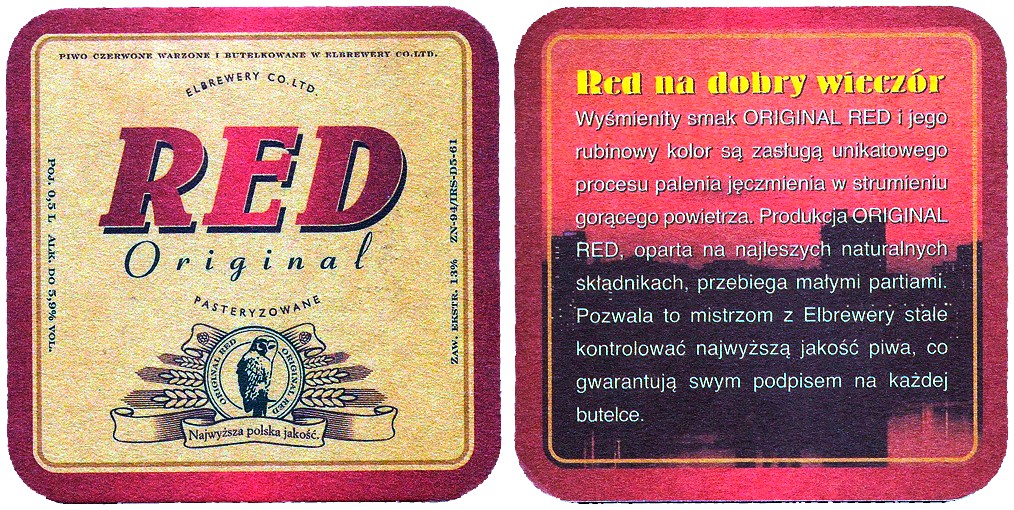 PIWO CZERWONE WARZONE I BUTELKOWANE W ELBREWERY CO.LTD.
ELBREWERY CO.LTD.
RED
Original
PASTERYZOWANE
POJ. 0,5 L ALK. DO 5,9% VOL.
ZAW. EKSTR. 13% ZN-94/IRS-D5-61
ORIGINAL RED ORIGINAL RED
Najwyższa polska jakość.
Red na dobry wieczór
Wyśmienity smak ORIGINAL RED i jego
rubinowy kolor są zasługą unikatowego
procesu palenia jęczmienia w strumieniu
gorącego powietrza. Produkcja ORIGINAL
RED, oparta na najleszych naturalnych
składnikach, przebiega małymi partiami.
Pozwala to mistrzom z Elbrewery stale
kontrolować najwyższą jakość piwa, co
gwarantują swym podpisem na każdej
butelce.